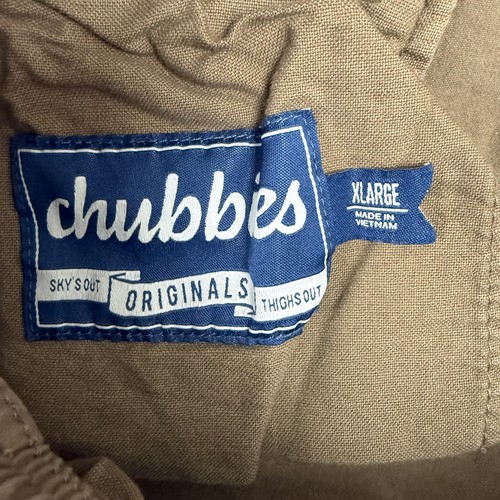 chubbies
SKY'S OUT ORIGINALS THIGHS OUT
XLARGE
MADE IN
VIETNAM